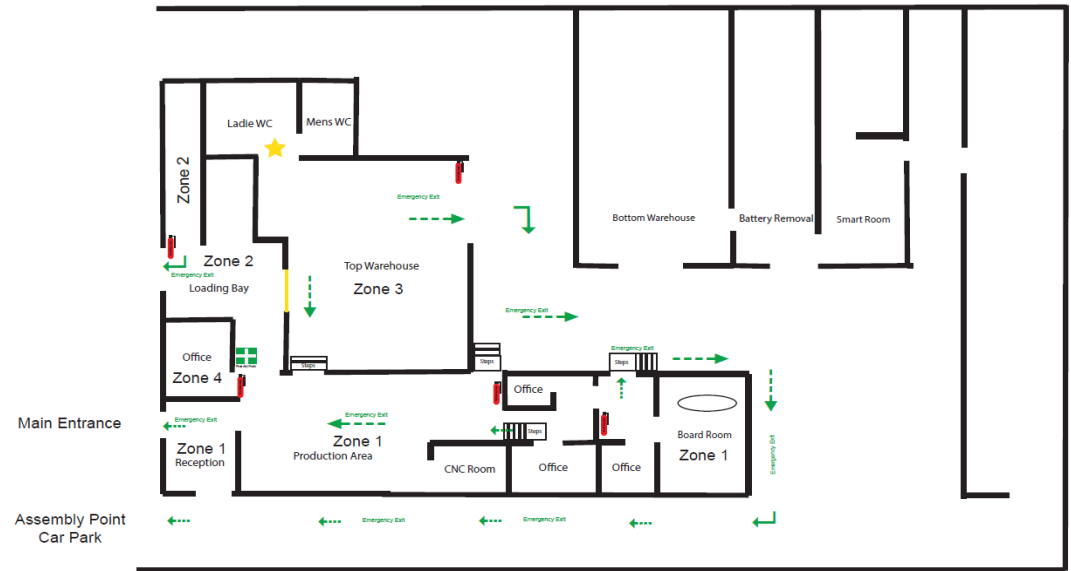 Ladie WC
Mens WC
Zone 2
Emergency Exit
Bottom Warehouse
Battery Removal
Smart Room
Zone 2
Emergency Exit
Loading Bay
Top Warehouse
Zone 3
Emergency Exit
Emergency Exit
Office
Zone 4
First Aid Point
Steps
Steps
Steps
Office
Main Entrance
Emergency Exit
Emergency Exit
Zone 1
Reception
Zone 1
Production Area
Steps
Board Room
Zone 1
CNC Room
Office
Office
Emergency Exit
Assembly Point
Car Park
Emergency Exit
Emergency Exit